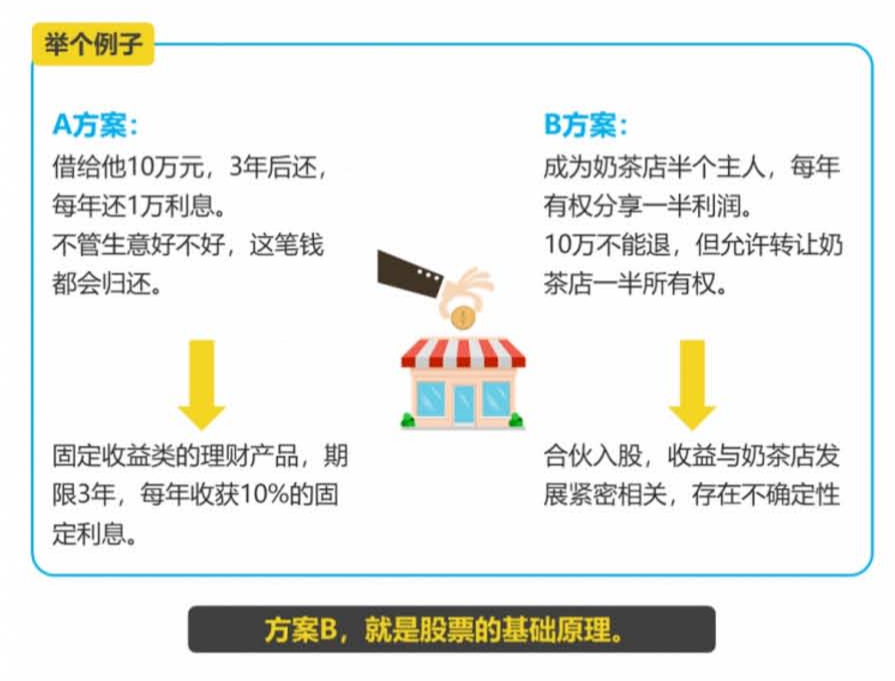 举个例子
A方案：
借给他10万元，3年后还，
每年还1万利息。
不管生意好不好，这笔钱
都会归还。
固定收益类的理财产品，期
限3年，每年收获10%的固
定利息。
B方案：
成为奶茶店半个主人，每年
有权分享一半利润。
10万不能退，但允许转让奶
茶店一半所有权。
合伙入股，收益与奶茶店发
展紧密相关，存在不确定性
方案B，就是股票的基础原理。